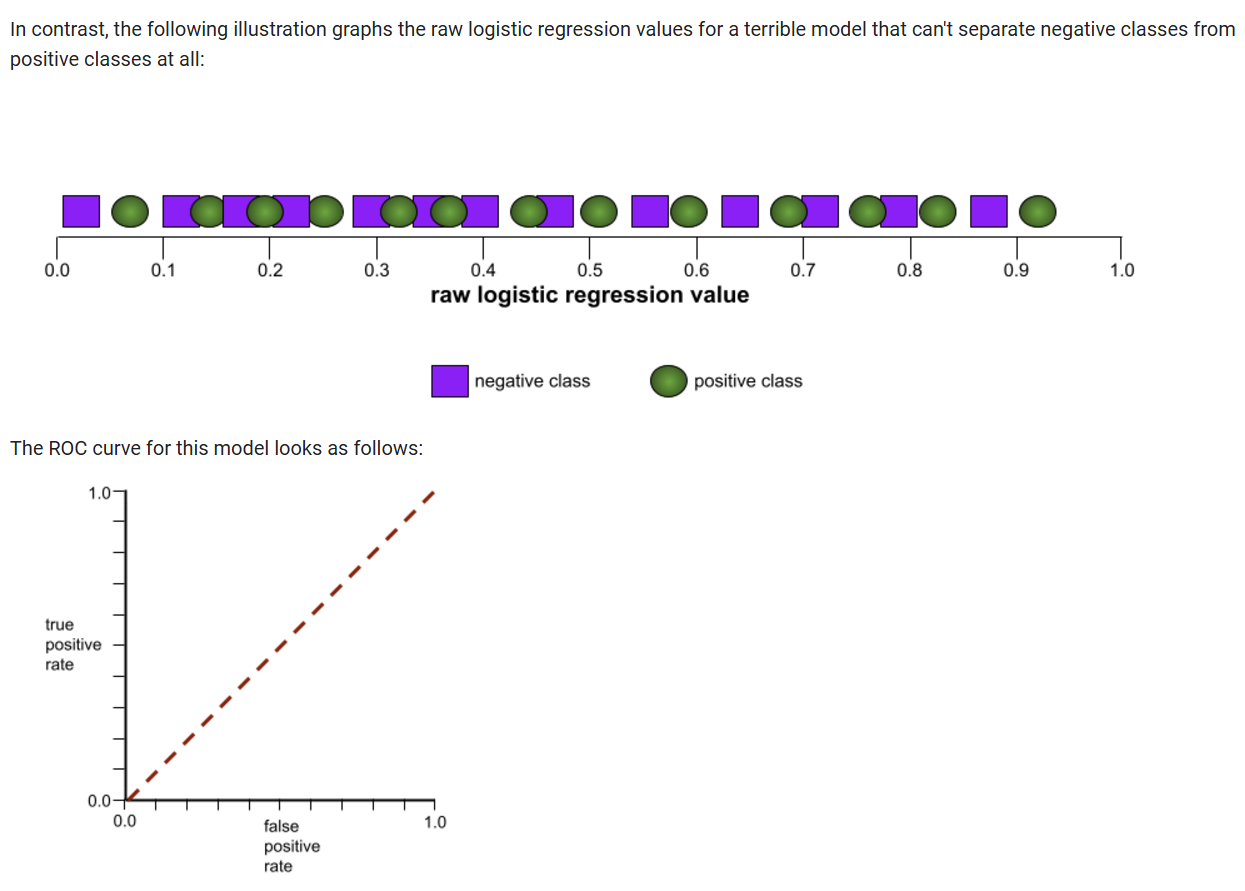 In contrast, the following illustration graphs the raw logistic regression values for a terrible model that can't separate negative classes from
positive classes at all:
0.0 0.1 0.2 0.3 0.4 0.5 0.6 0.7 0.8 0.9 1.0
raw logistic regression value
negative class positive class
The ROC curve for this model looks as follows:
1.0
true
positive
rate
0.0
0.0 1.0
false
positive
rate